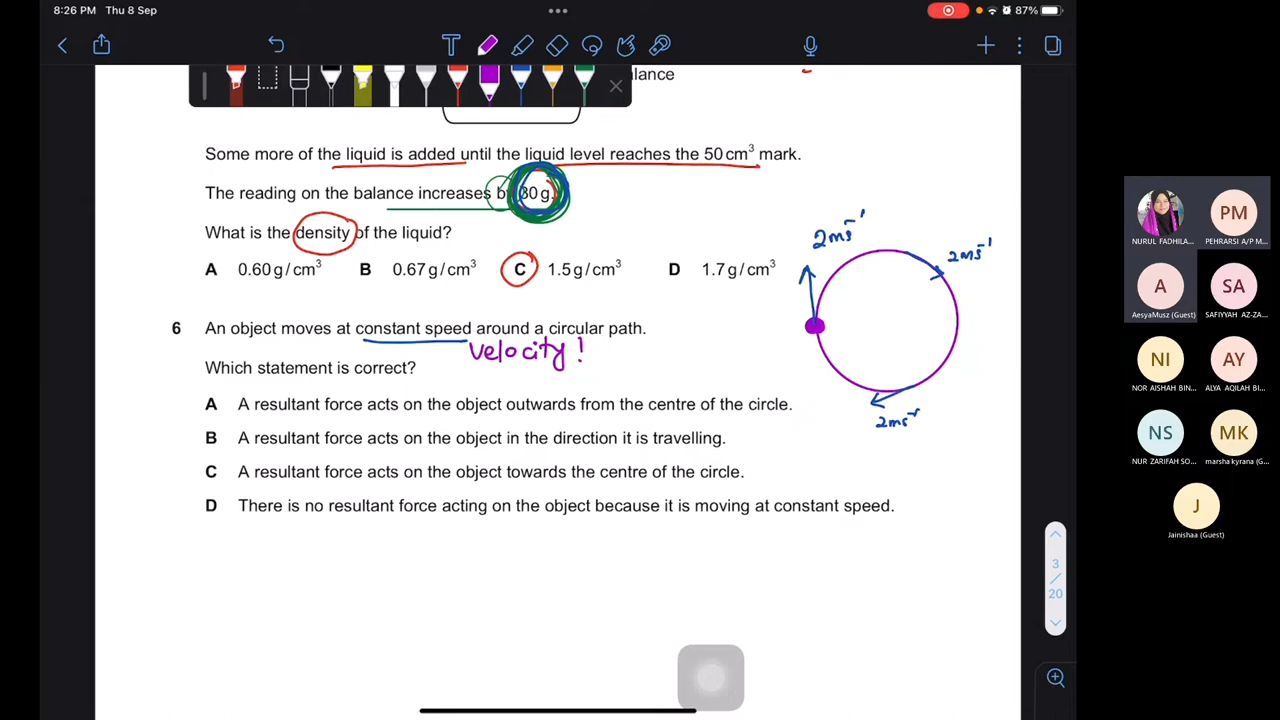 8:26 PM Thu 8 Sep
87%
lance
Some more of the liquid is added until the liquid level reaches the 50 cm³ mark.
The reading on the balance increases by 30 g.
What is the density of the liquid?
A 0.60 g / cm³ B 0.67 g / cm³ C 1.5 g / cm³ D 1.7 g / cm³
2ms⁻¹
2ms⁻¹
6 An object moves at constant speed around a circular path.
velocity !
Which statement is correct?
A A resultant force acts on the object outwards from the centre of the circle.
2ms⁻¹
B A resultant force acts on the object in the direction it is travelling.
C A resultant force acts on the object towards the centre of the circle.
D There is no resultant force acting on the object because it is moving at constant speed.
3
/
20
NURUL FADHILA...
PM
PEHRARSI A/P M...
A
AesyaMusz (Guest)
SA
SAFIYYAH AZ-ZA...
NI
NOR AISHAH BIN...
AY
ALYA AQILAH BI...
NS
NUR ZARIFAH SO...
MK
marsha kyrana (G...
J
Jainishaa (Guest)